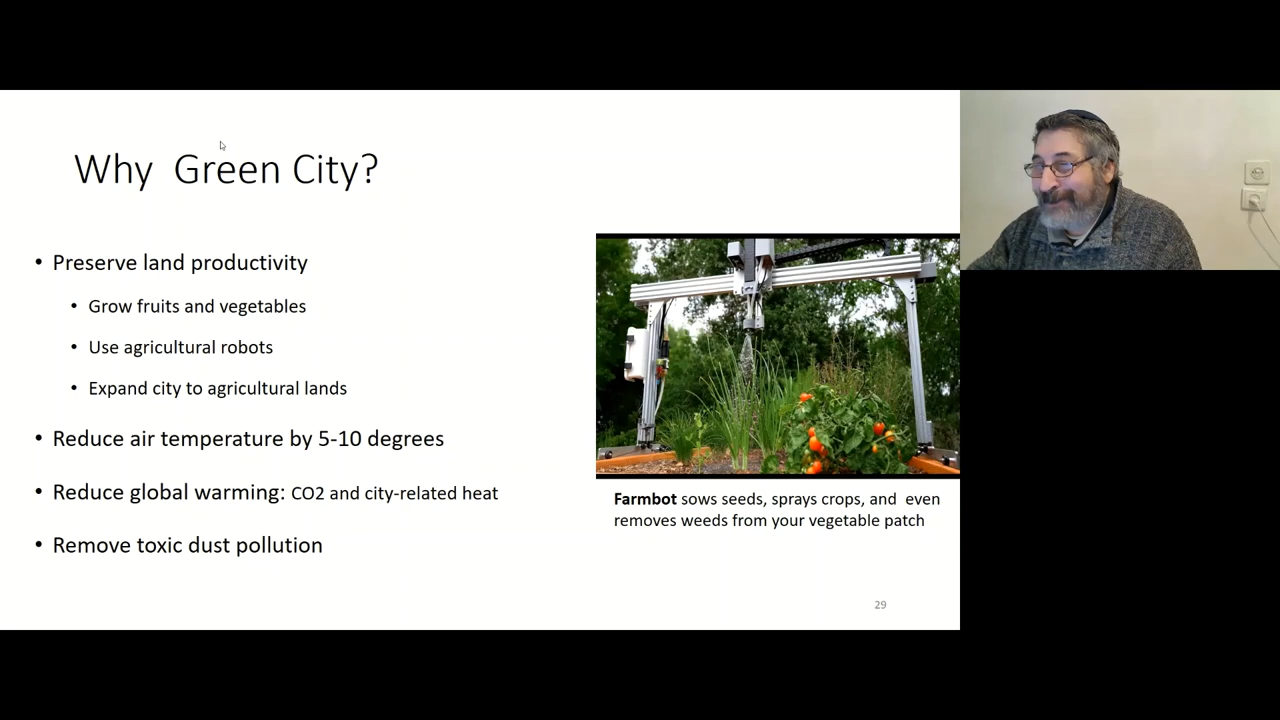 Why Green City?
• Preserve land productivity
• Grow fruits and vegetables
• Use agricultural robots
• Expand city to agricultural lands
• Reduce air temperature by 5-10 degrees
• Reduce global warming: CO2 and city-related heat
• Remove toxic dust pollution
Farmbot sows seeds, sprays crops, and even
removes weeds from your vegetable patch
29